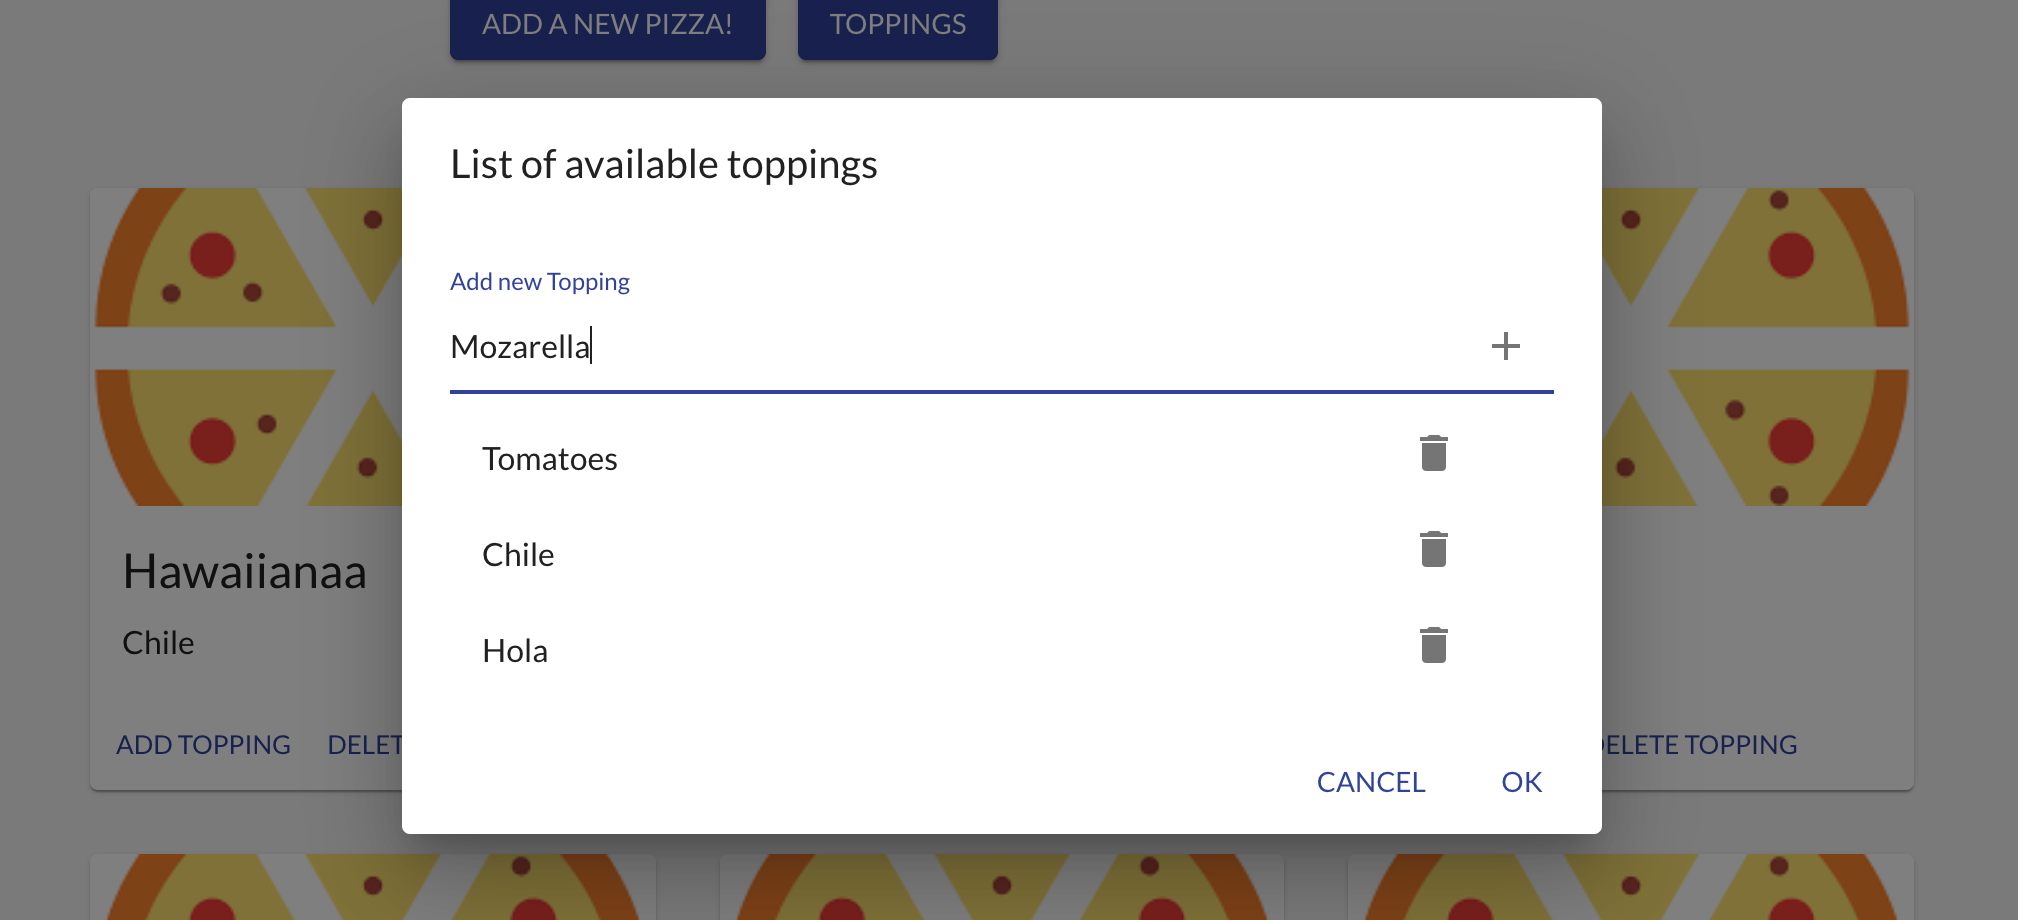 ADD A NEW PIZZA!
TOPPINGS
List of available toppings
Add new Topping
Mozarella
Tomatoes
Chile
Hola
CANCEL
OK
Hawaiianaa
Chile
ADD TOPPING
DELET
ELETE TOPPING